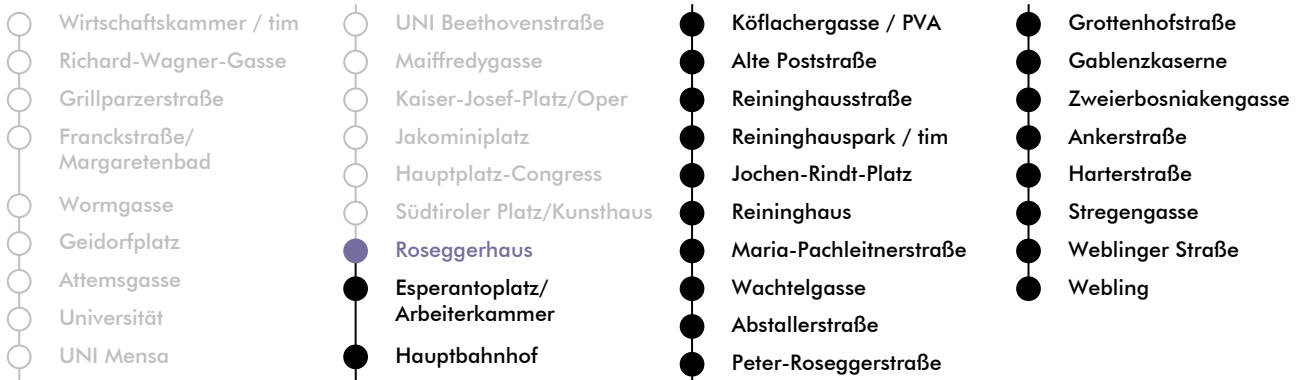 Wirtschaftskammer / tim
Richard-Wagner-Gasse
Grillparzerstraße
Franckstraße/
Margaretenbad
Wormgasse
Geidorfplatz
Attemsgasse
Universität
UNI Mensa
UNI Beethovenstraße
Maiffredygasse
Kaiser-Josef-Platz/Oper
Jakominiplatz
Hauptplatz-Congress
Südtiroler Platz/Kunsthaus
Roseggerhaus
Esperantoplatz/
Arbeiterkammer
Hauptbahnhof
Köflachergasse / PVA
Alte Poststraße
Reininghausstraße
Reininghauspark / tim
Jochen-Rindt-Platz
Reininghaus
Maria-Pachleitnerstraße
Wachtelgasse
Abstallerstraße
Peter-Roseggerstraße
Grottenhofstraße
Gablenzkaserne
Zweierbosniakengasse
Ankerstraße
Harterstraße
Stregengasse
Weblinger Straße
Webling